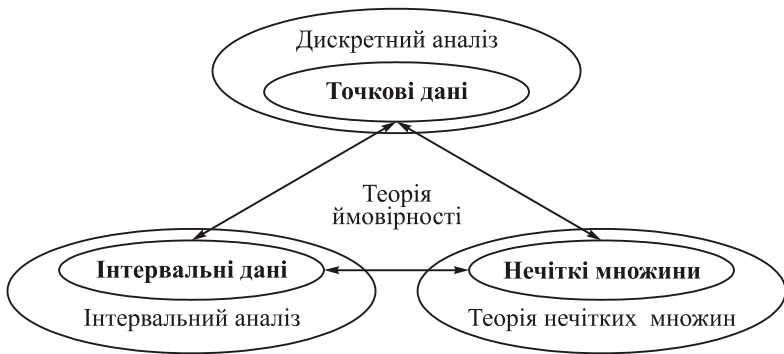 Дискретний аналіз
Точкові дані
Теорія
ймовірності
Інтервальні дані
Нечіткі множини
Інтервальний аналіз
Теорія нечітких множин